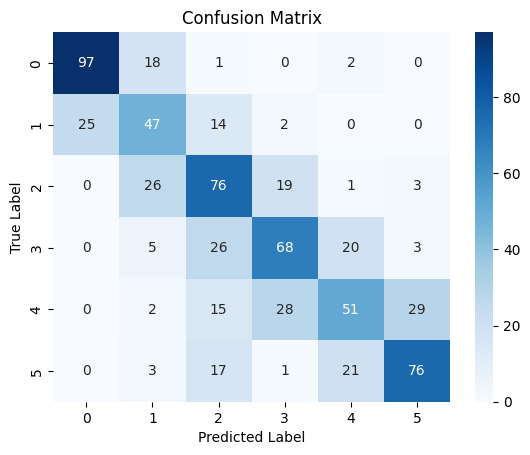 Confusion Matrix
True Label
0 97 18 1 0 2 0
1 25 47 14 2 0 0
2 0 26 76 19 1 3
3 0 5 26 68 20 3
4 0 2 15 28 51 29
5 0 3 17 1 21 76
0 1 2 3 4 5
Predicted Label
80
60
40
20
0